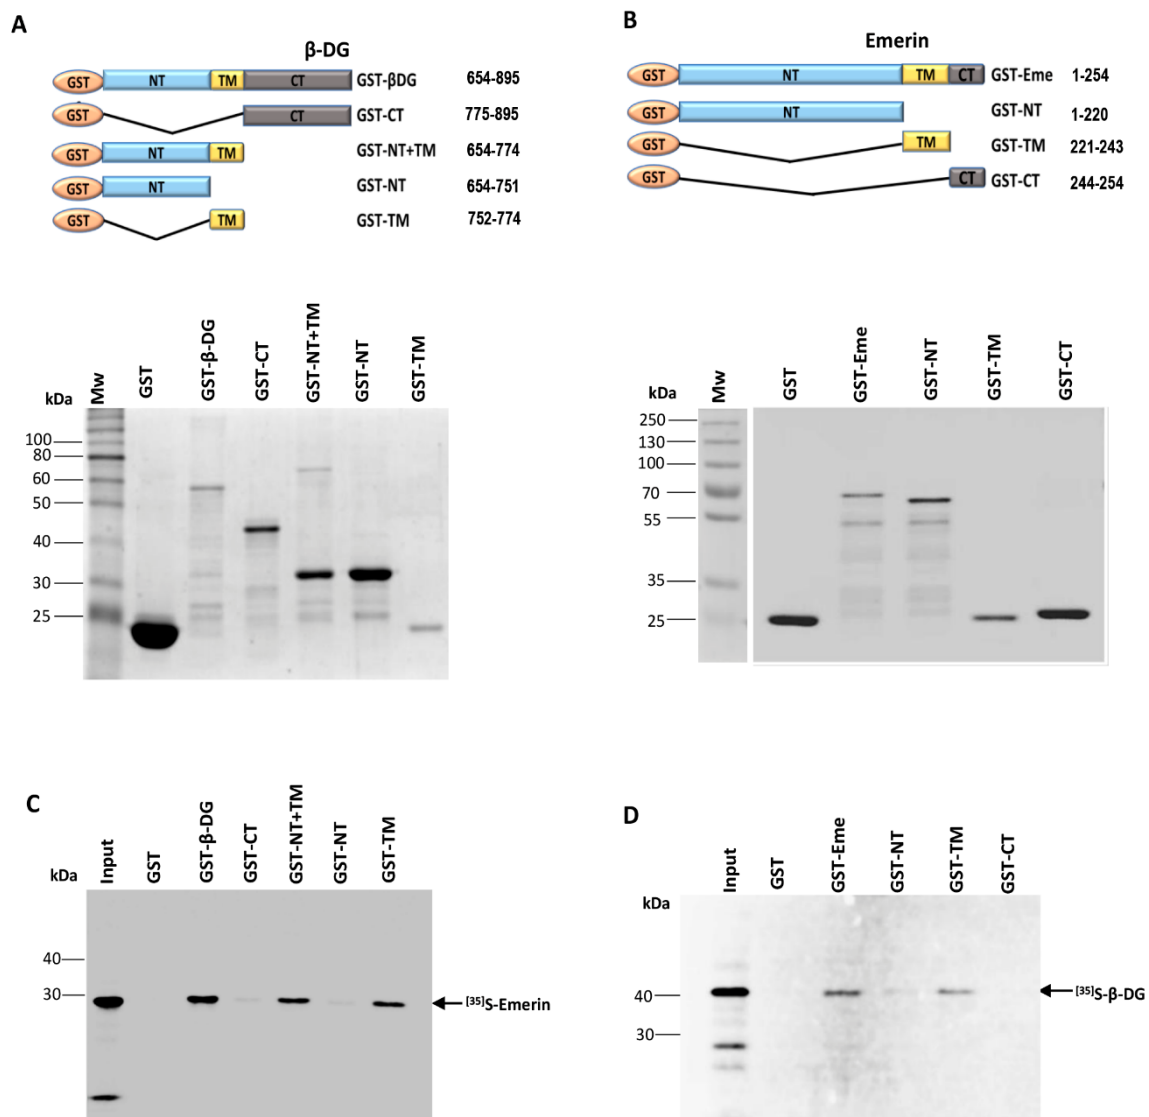 A
β-DG
GST NT TM CT GST-βDG 654-895
GST CT GST-CT 775-895
GST NT TM GST-NT+TM 654-774
GST NT GST-NT 654-751
GST TM GST-TM 752-774
kDa Mw GST GST-β-DG GST-CT GST-NT+TM GST-NT GST-TM
100
80
60
50
40
30
25
B
Emerin
GST NT TM CT GST-Eme 1-254
GST NT GST-NT 1-220
GST TM GST-TM 221-243
GST CT GST-CT 244-254
kDa Mw GST GST-Eme GST-NT GST-TM GST-CT
250
130
100
70
55
35
25
C
kDa Input GST GST-β-DG GST-CT GST-NT+TM GST-NT GST-TM
40
30
[35]S-Emerin
D
kDa Input GST GST-Eme GST-NT GST-TM GST-CT
40
30
[35]S-β-DG